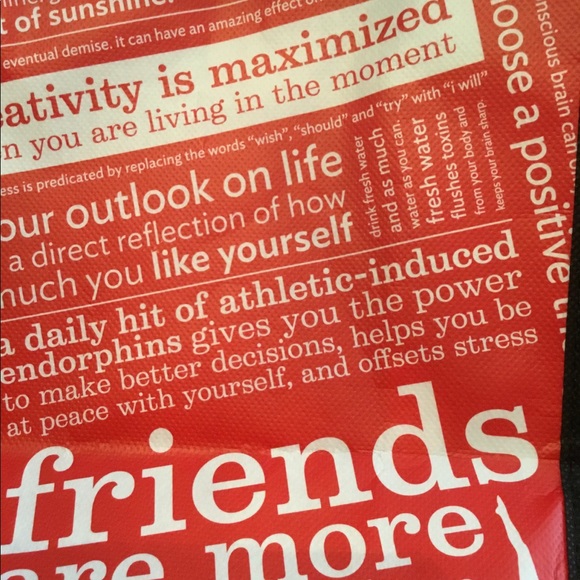 t of sunshine.
eventual demise. it can have an amazing effect o
eativity is maximized
n you are living in the moment
ess is predicated by replacing the words "wish", "should" and "try" with "i will"
our outlook on life
a direct reflection of how
much you like yourself
drink fresh water
and as much
water as you can.
fresh water
flushes toxins
from your body and
keeps your brain sharp.
a daily hit of athletic-induced
endorphins gives you the power
to make better decisions, helps you be
at peace with yourself, and offsets stress
friends
are more
oose a positive th
nscious brain can